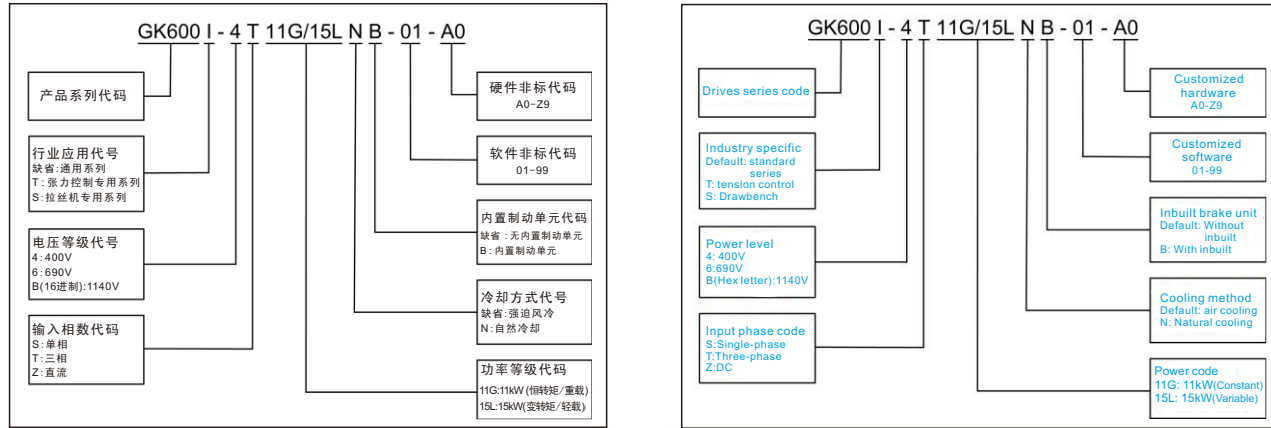 GK600 I - 4 T 11G/15L N B - 01 - A0
产品系列代码
行业应用代号
缺省:通用系列
T:张力控制专用系列
S:拉丝机专用系列
电压等级代号
4:400V
6:690V
B(16进制):1140V
输入相数代码
S:单相
T:三相
Z:直流
硬件非标代码
A0-Z9
软件非标代码
01-99
内置制动单元代码
缺省:无内置制动单元
B:内置制动单元
冷却方式代号
缺省:强迫风冷
N:自然冷却
功率等级代码
11G:11kW(恒转矩/重载)
15L:15kW(变转矩/轻载)
GK600 I - 4 T 11G/15L N B - 01 - A0
Drives series code
Industry specific
Default: standard
series
T: tension control
S: Drawbench
Power level
4: 400V
6:690V
B(Hex letter):1140V
Input phase code
S:Single-phase
T:Three-phase
Z:DC
Customized
hardware
A0-Z9
Customized
software
01-99
Inbuilt brake unit
Default: Without
inbuilt
B: With inbuilt
Cooling method
Default: air cooling
N: Natural cooling
Power code
11G: 11kW(Constant)
15L: 15kW(Variable)